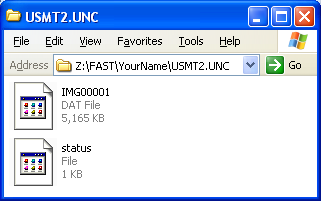 USMT2.UNC
File Edit View Favorites Tools Help
Address Z:\FAST\YourName\USMT2.UNC Go
IMG00001
DAT File
5,165 KB
status
File
1 KB